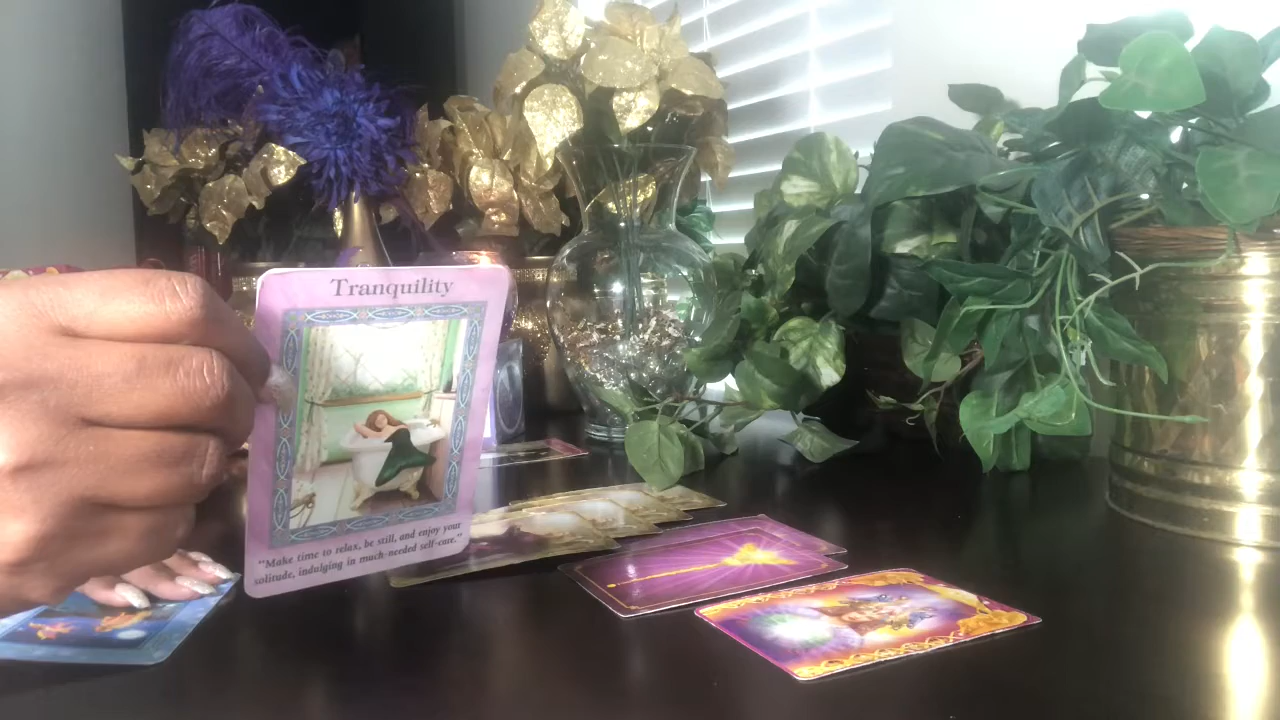 Tranquility
"Make time to relax, be still, and enjoy your
solitude, indulging in much-needed self-care."